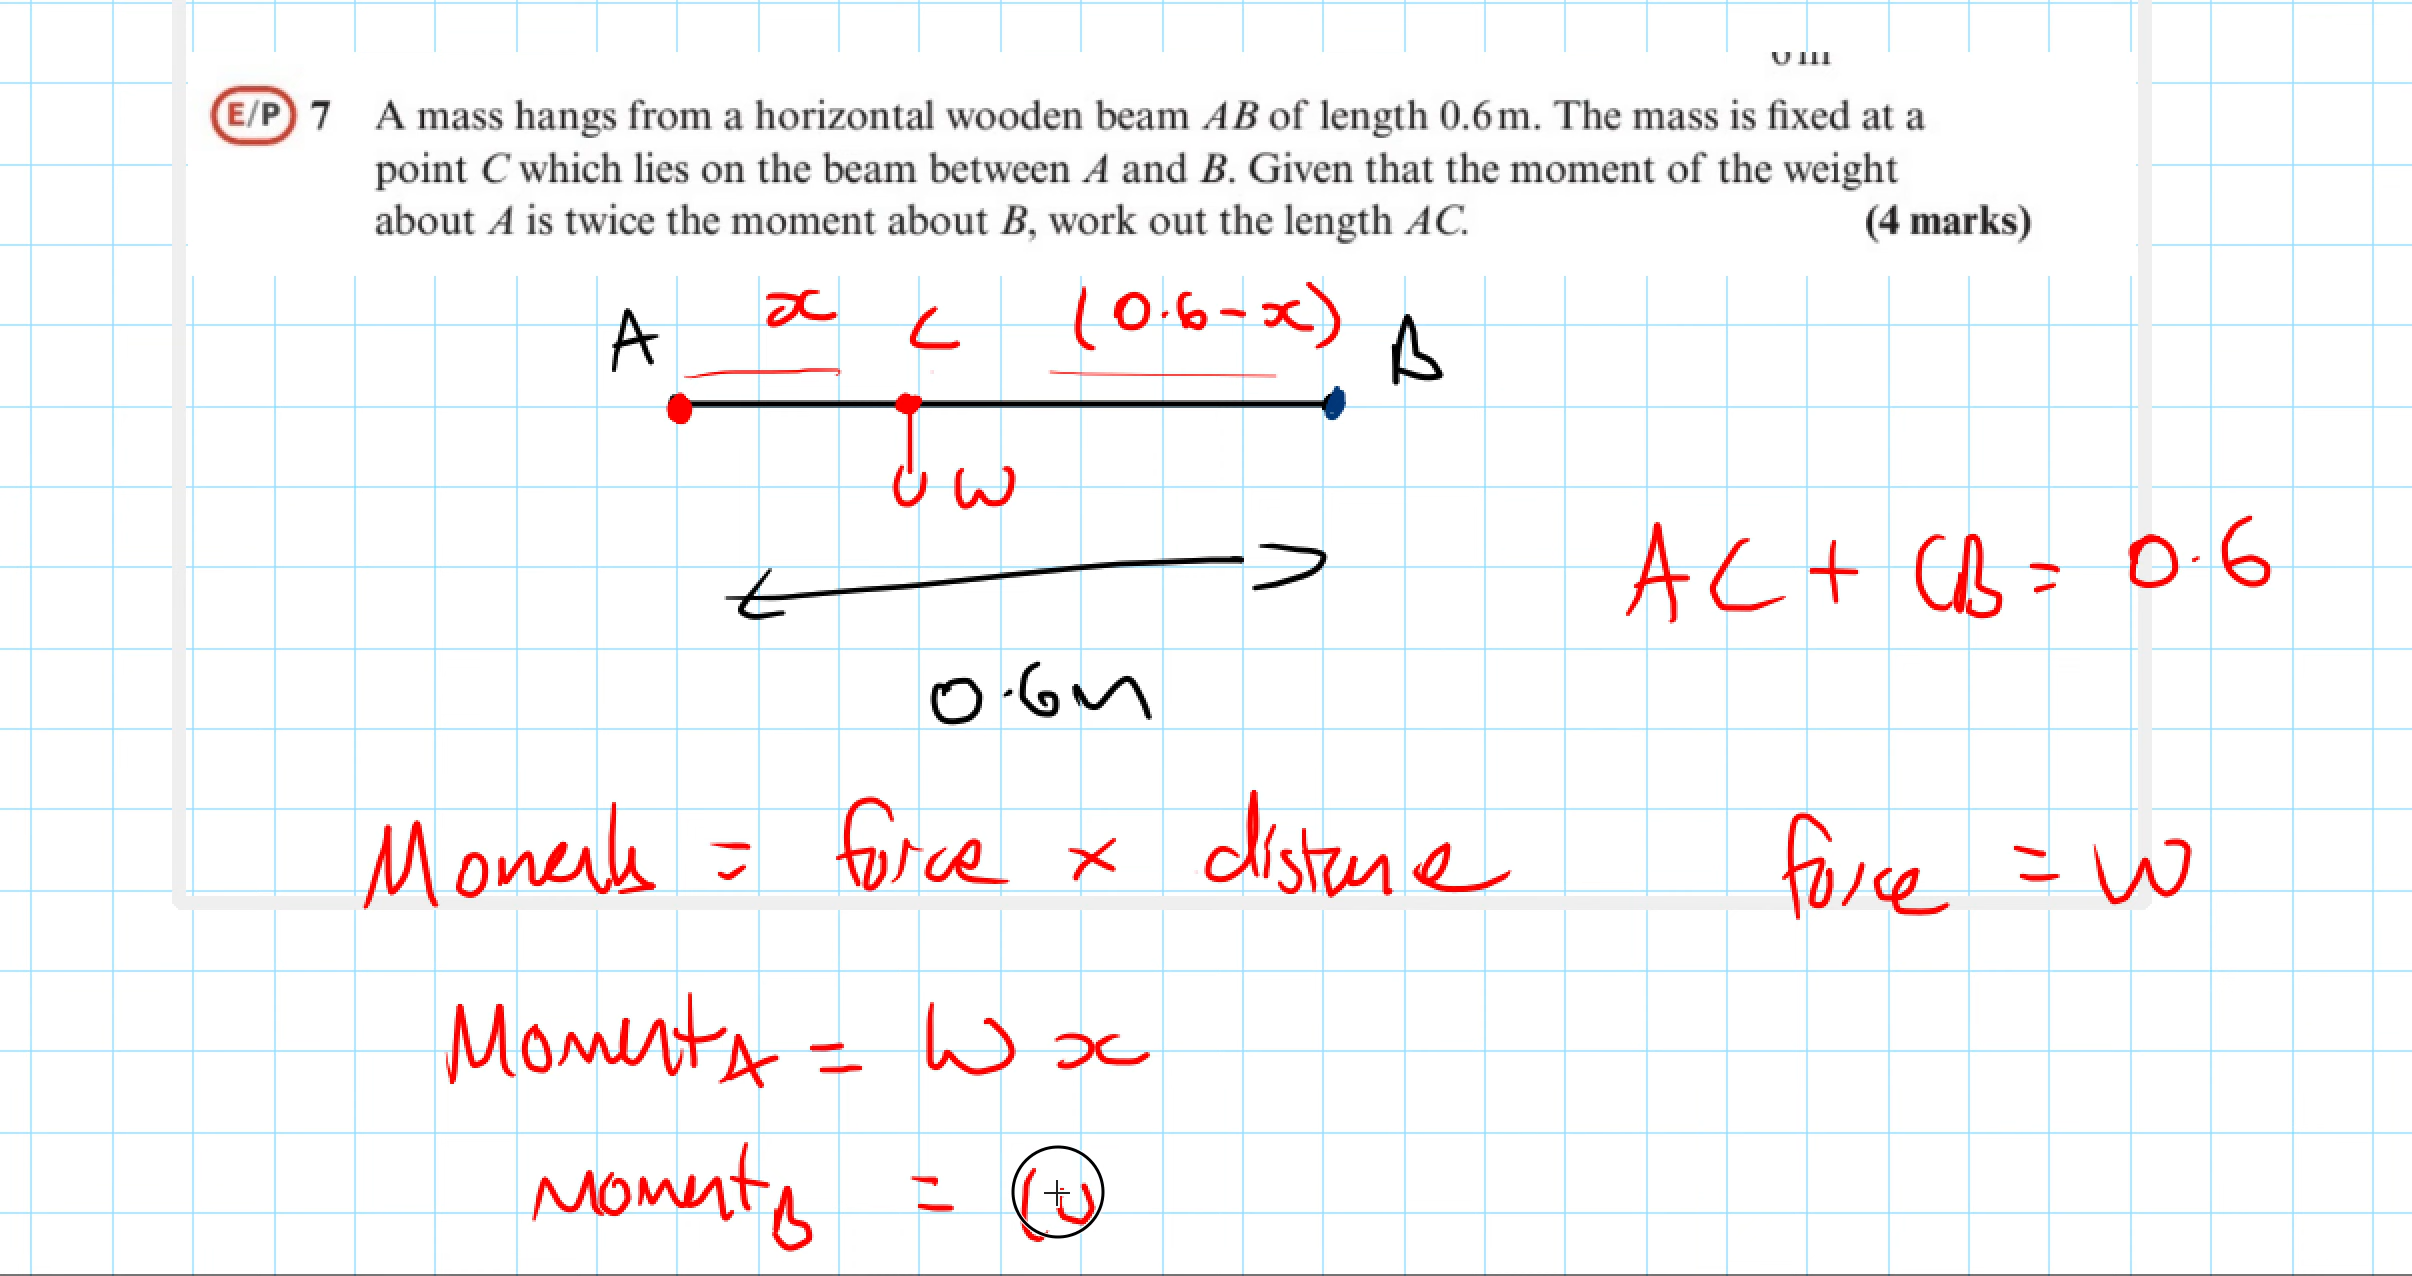 E/P 7 A mass hangs from a horizontal wooden beam AB of length 0.6 m. The mass is fixed at a
point C which lies on the beam between A and B. Given that the moment of the weight
about A is twice the moment about B, work out the length AC. (4 marks)
A x C (0.6-x) B
W
AC + CB = 0.6
0.6m
Moments = force × distance force = W
Moment A = W x
Moment B =